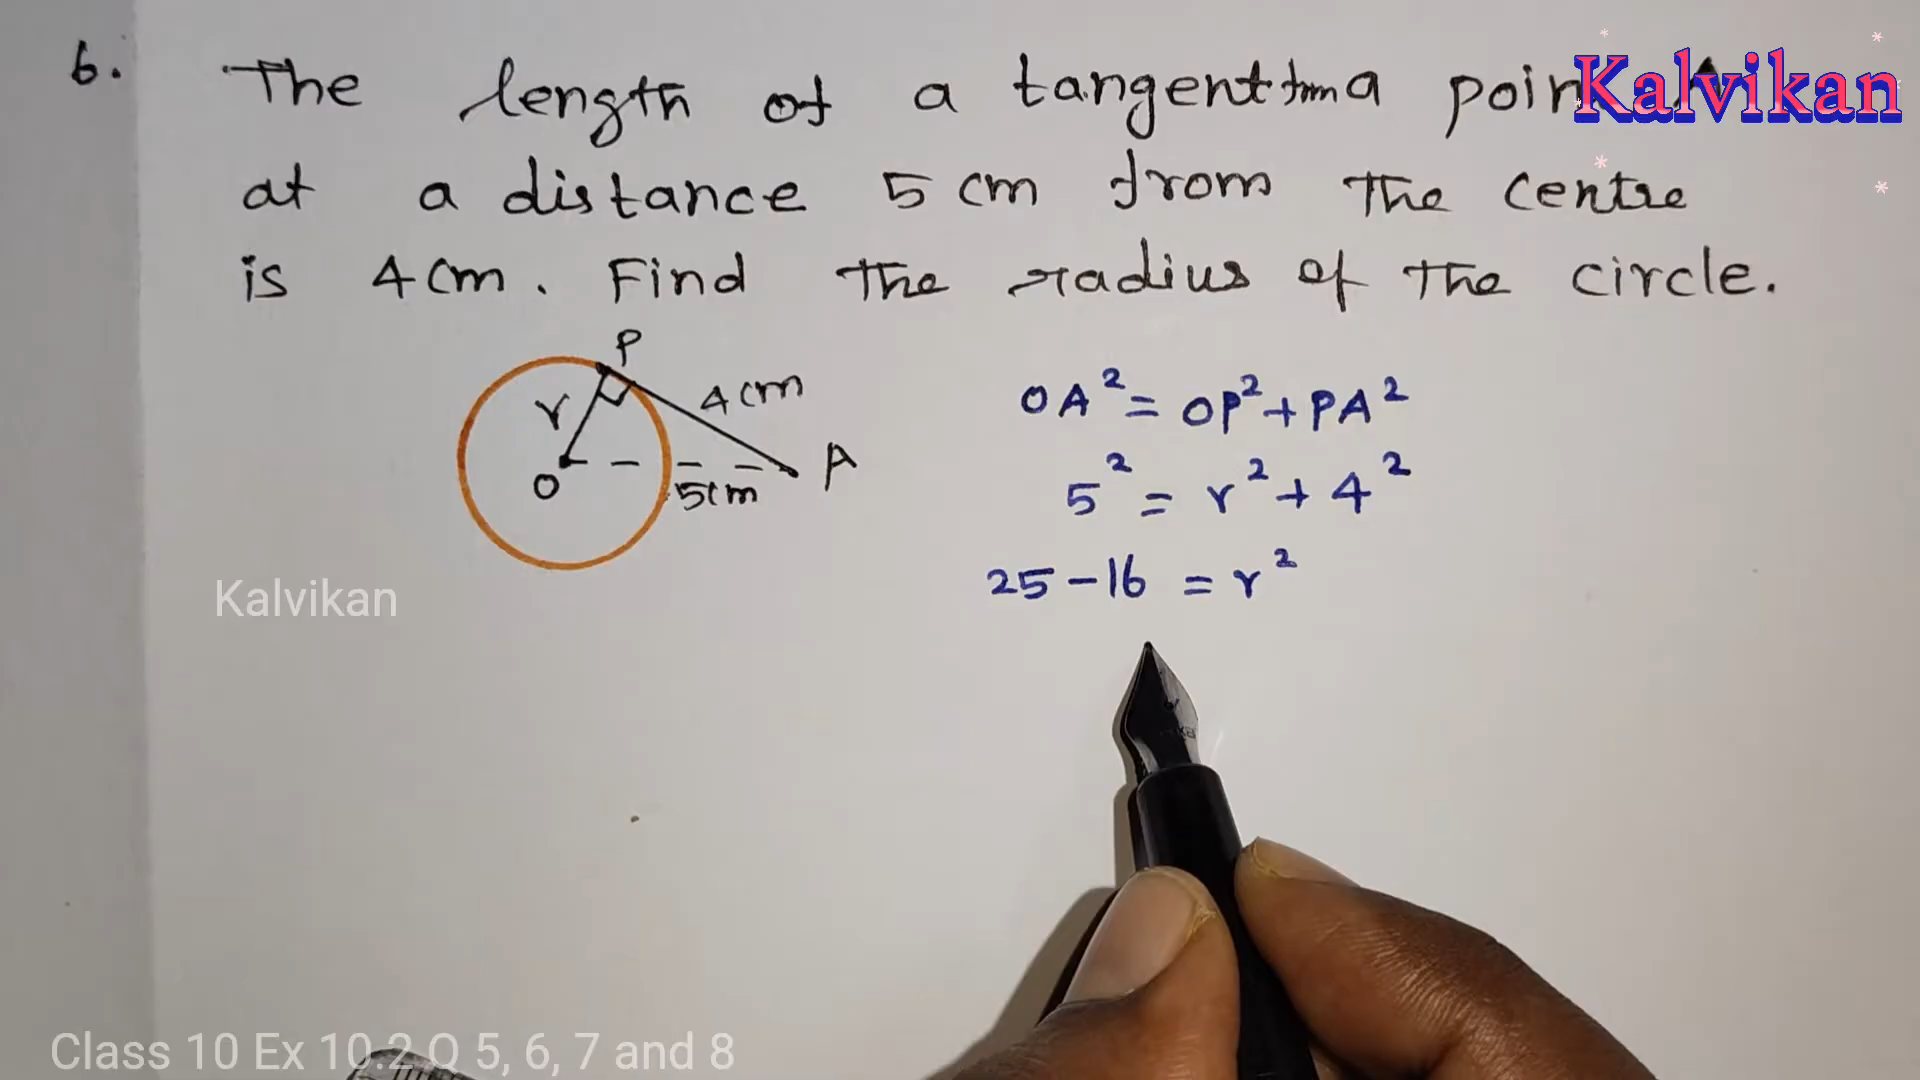 6. The length of a tangent from a point A
at a distance 5 cm from the centre
is 4 cm. Find the radius of the circle.
Kalvikan
P
r
4 cm
O
5 cm
A
OA² = OP² + PA²
5² = r² + 4²
25 - 16 = r²
Kalvikan
Class 10 Ex 10.2 Q 5, 6, 7 and 8